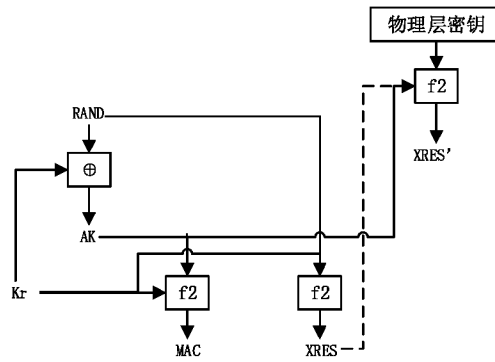 物理层密钥
f2
RAND
XRES'
⊕
AK
Kr
f2
f2
MAC
XRES